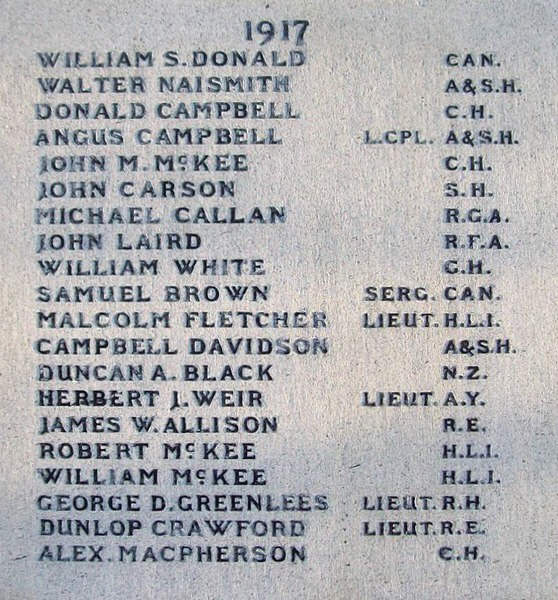 1917
WILLIAM S. DONALD CAN.
WALTER NAISMITH A&S.H.
DONALD CAMPBELL C.H.
ANGUS CAMPBELL L.CPL. A&S.H.
JOHN M. McKEE C.H.
JOHN CARSON S.H.
MICHAEL CALLAN R.G.A.
JOHN LAIRD R.F.A.
WILLIAM WHITE C.H.
SAMUEL BROWN SERG. CAN.
MALCOLM FLETCHER LIEUT. H.L.I.
CAMPBELL DAVIDSON A&S.H.
DUNCAN A. BLACK N.Z.
HERBERT J. WEIR LIEUT. A.Y.
JAMES W. ALLISON R.E.
ROBERT McKEE H.L.I.
WILLIAM McKEE H.L.I.
GEORGE D. GREENLEES LIEUT. R.H.
DUNLOP CRAWFORD LIEUT. R.E.
ALEX. MACPHERSON C.H.